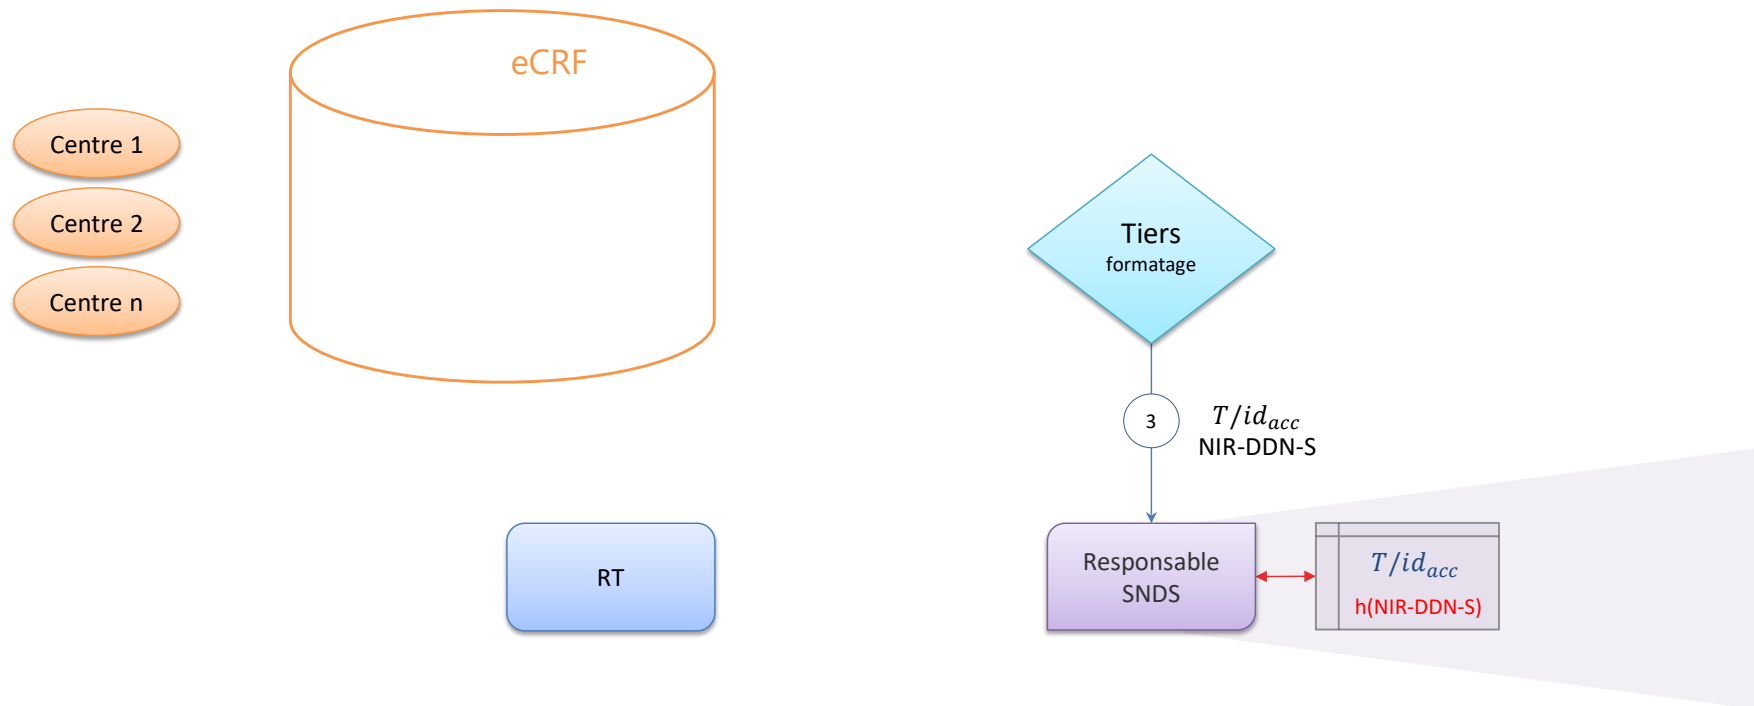 eCRF
Centre 1
Centre 2
Centre n
Tiers
formatage
3
T/id_acc
NIR-DDN-S
RT
Responsable
SNDS
T/id_acc
h(NIR-DDN-S)